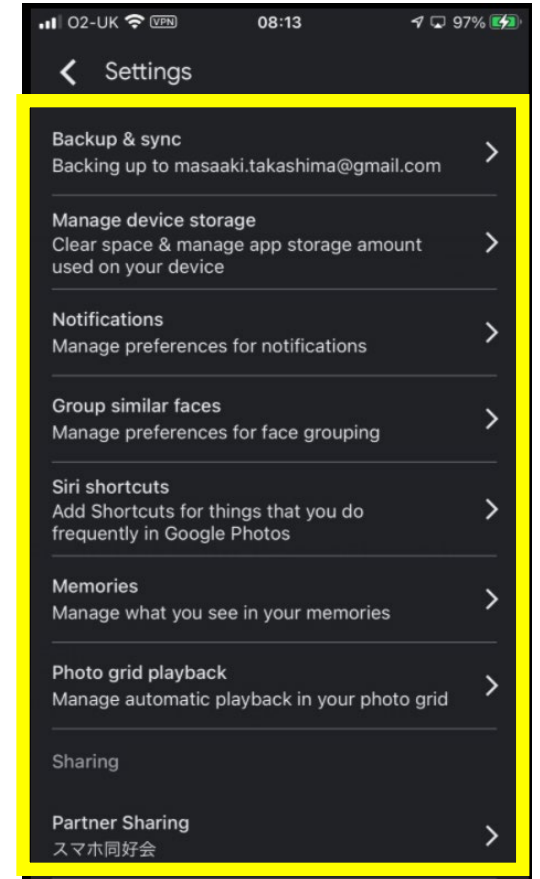 O2-UK VPN 08:13 97%
Settings
Backup & sync
Backing up to masaaki.takashima@gmail.com
Manage device storage
Clear space & manage app storage amount
used on your device
Notifications
Manage preferences for notifications
Group similar faces
Manage preferences for face grouping
Siri shortcuts
Add Shortcuts for things that you do
frequently in Google Photos
Memories
Manage what you see in your memories
Photo grid playback
Manage automatic playback in your photo grid
Sharing
Partner Sharing
スマホ同好会